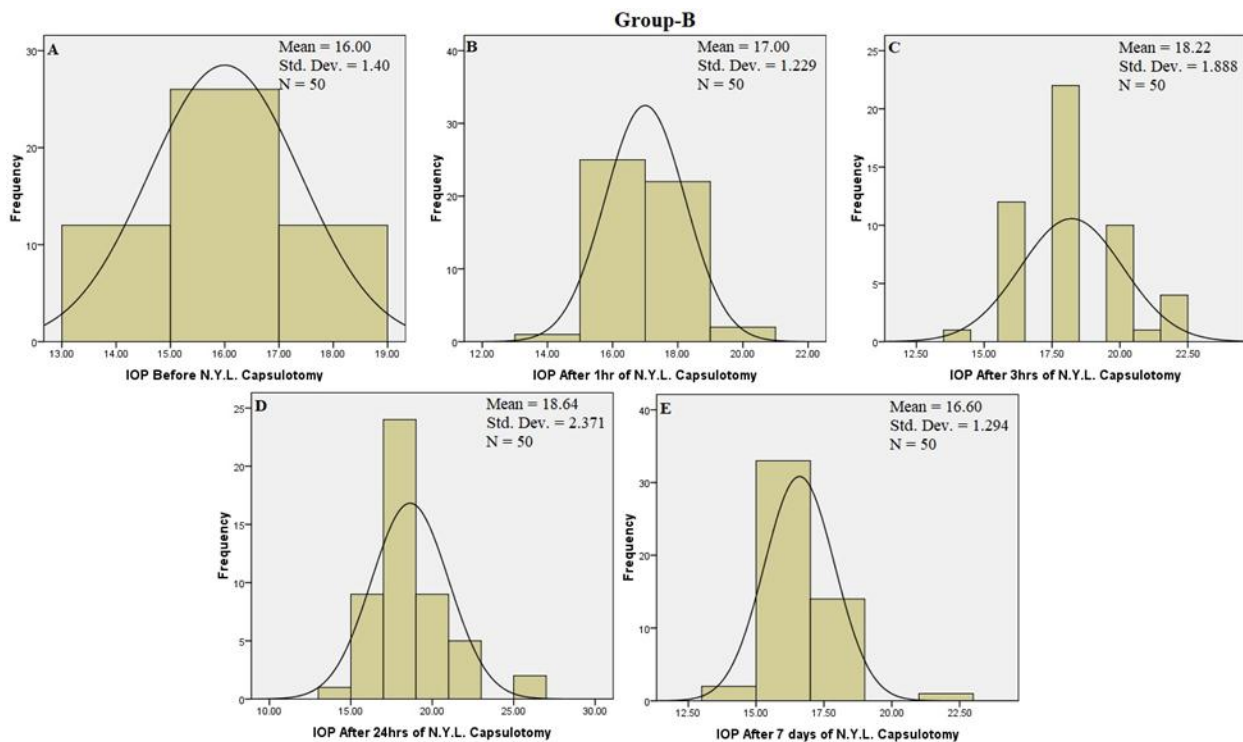 Group-B
A
Mean = 16.00
Std. Dev. = 1.40
N = 50
Frequency
30
20
10
0
13.00 14.00 15.00 16.00 17.00 18.00 19.00
IOP Before N.Y.L. Capsulotomy
B
Mean = 17.00
Std. Dev. = 1.229
N = 50
Frequency
40
30
20
10
0
12.00 14.00 16.00 18.00 20.00 22.00
IOP After 1hr of N.Y.L. Capsulotomy
C
Mean = 18.22
Std. Dev. = 1.888
N = 50
Frequency
25
20
15
10
5
0
12.50 15.00 17.50 20.00 22.50
IOP After 3hrs of N.Y.L. Capsulotomy
D
Mean = 18.64
Std. Dev. = 2.371
N = 50
Frequency
25
20
15
10
5
0
10.00 15.00 20.00 25.00 30.00
IOP After 24hrs of N.Y.L. Capsulotomy
E
Mean = 16.60
Std. Dev. = 1.294
N = 50
Frequency
40
30
20
10
0
12.50 15.00 17.50 20.00 22.50
IOP After 7 days of N.Y.L. Capsulotomy